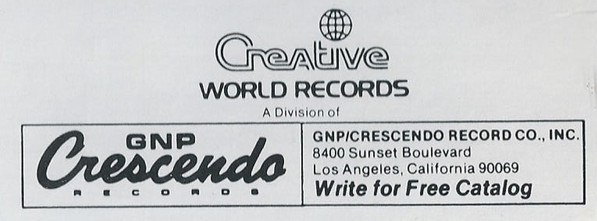 Creative
WORLD RECORDS
A Division of
GNP
Crescendo
RECORDS
GNP/CRESCENDO RECORD CO., INC.
8400 Sunset Boulevard
Los Angeles, California 90069
Write for Free Catalog